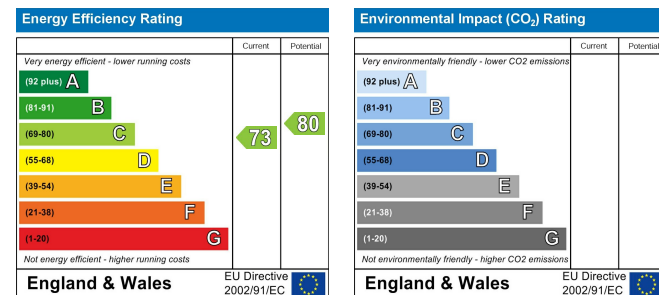 Energy Efficiency Rating
Current Potential
Very energy efficient - lower running costs
(92 plus) A
(81-91) B
(69-80) C
(55-68) D
(39-54) E
(21-38) F
(1-20) G
73
80
Not energy efficient - higher running costs
England & Wales
EU Directive
2002/91/EC
Environmental Impact (CO₂) Rating
Current Potential
Very environmentally friendly - lower CO2 emissions
(92 plus) A
(81-91) B
(69-80) C
(55-68) D
(39-54) E
(21-38) F
(1-20) G
Not environmentally friendly - higher CO2 emissions
England & Wales
EU Directive
2002/91/EC